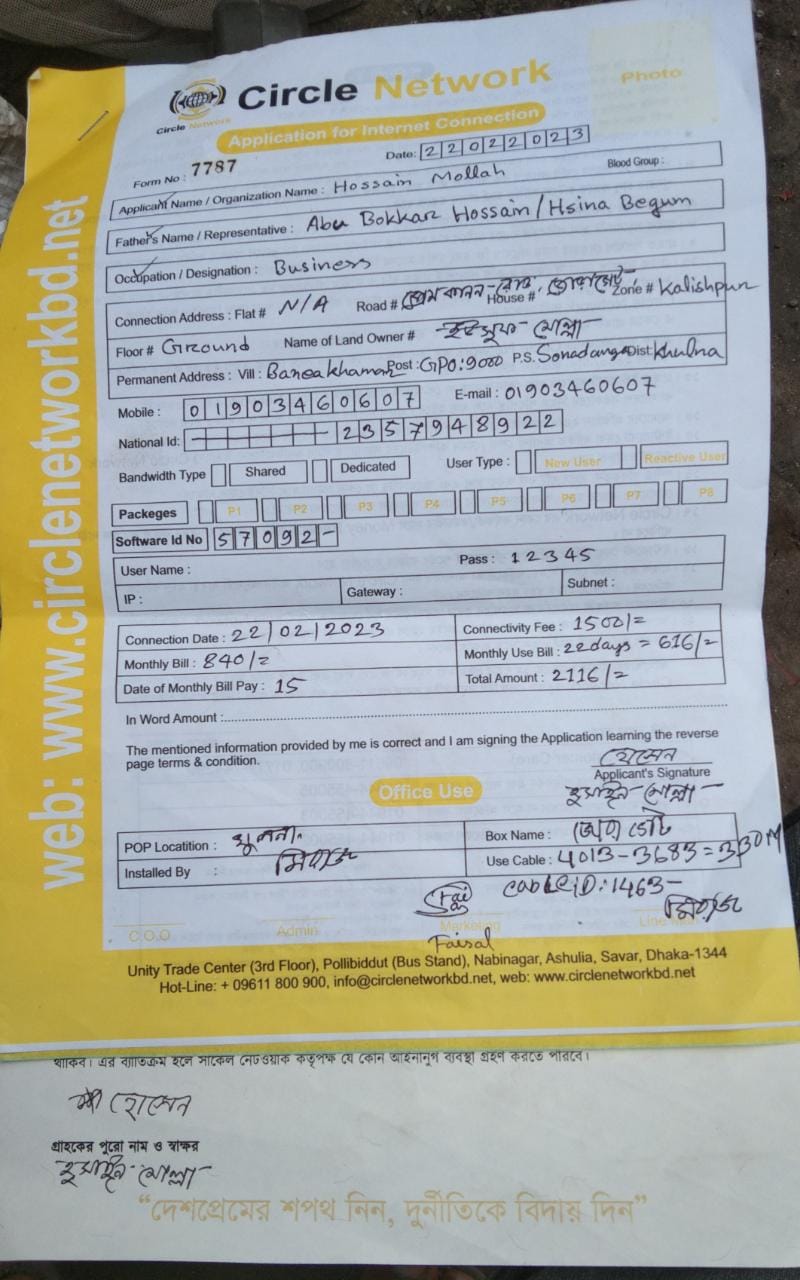 web: www.circlenetworkbd.net
Circle Network
Circle Network
Photo
Application for Internet Connection
Form No : 7787
Date: 22022023
Applicant Name / Organization Name : Hossain Mollah
Blood Group :
Father's Name / Representative : Abu Bokkar Hossain / Hsina Begum
Occupation / Designation : Business
Connection Address : Flat # N/A Road # House # Zone # Kalishpur
Floor # Ground Name of Land Owner # মোল্লা
Permanent Address : Vill : Post : GPO:9000 P.S. Sonadanga Dist: Khulna
Mobile : 01903460607 E-mail : 01903460607
National Id: 2357948922
Bandwidth Type Shared Dedicated User Type : New User Reactive User
Packeges P1 P2 P3 P4 P5 P6 P7 P8
Software Id No 57092-
User Name : Pass : 12345
IP : Gateway : Subnet :
Connection Date : 22/02/2023 Connectivity Fee : 1500/=
Monthly Bill : 840/= Monthly Use Bill : 22days = 616/=
Date of Monthly Bill Pay : 15 Total Amount : 2116/=
In Word Amount :
The mentioned information provided by me is correct and I am signing the Application learning the reverse
page terms & condition.
হোসেন
Applicant's Signature
মোল্লা
Office Use
POP Locatition : খুলনা Box Name :
Installed By : Use Cable : 4013-3683=330M
CABLE iD:1463-
C.O.O Admin Marketing
Faisal
Unity Trade Center (3rd Floor), Pollibiddut (Bus Stand), Nabinagar, Ashulia, Savar, Dhaka-1344
Hot-Line: + 09611 800 900, info@circlenetworkbd.net, web: www.circlenetworkbd.net
থাকিব। এর ব্যতিক্রম হলে সার্কেল নেটওয়ার্ক কর্তৃপক্ষ যে কোন আইনানুগ ব্যবস্থা গ্রহণ করতে পারবে।
হোসেন
গ্রাহকের পুরো নাম ও স্বাক্ষর
মোল্লা
“দেশপ্রেমের শপথ নিন, দুর্নীতিকে বিদায় দিন”